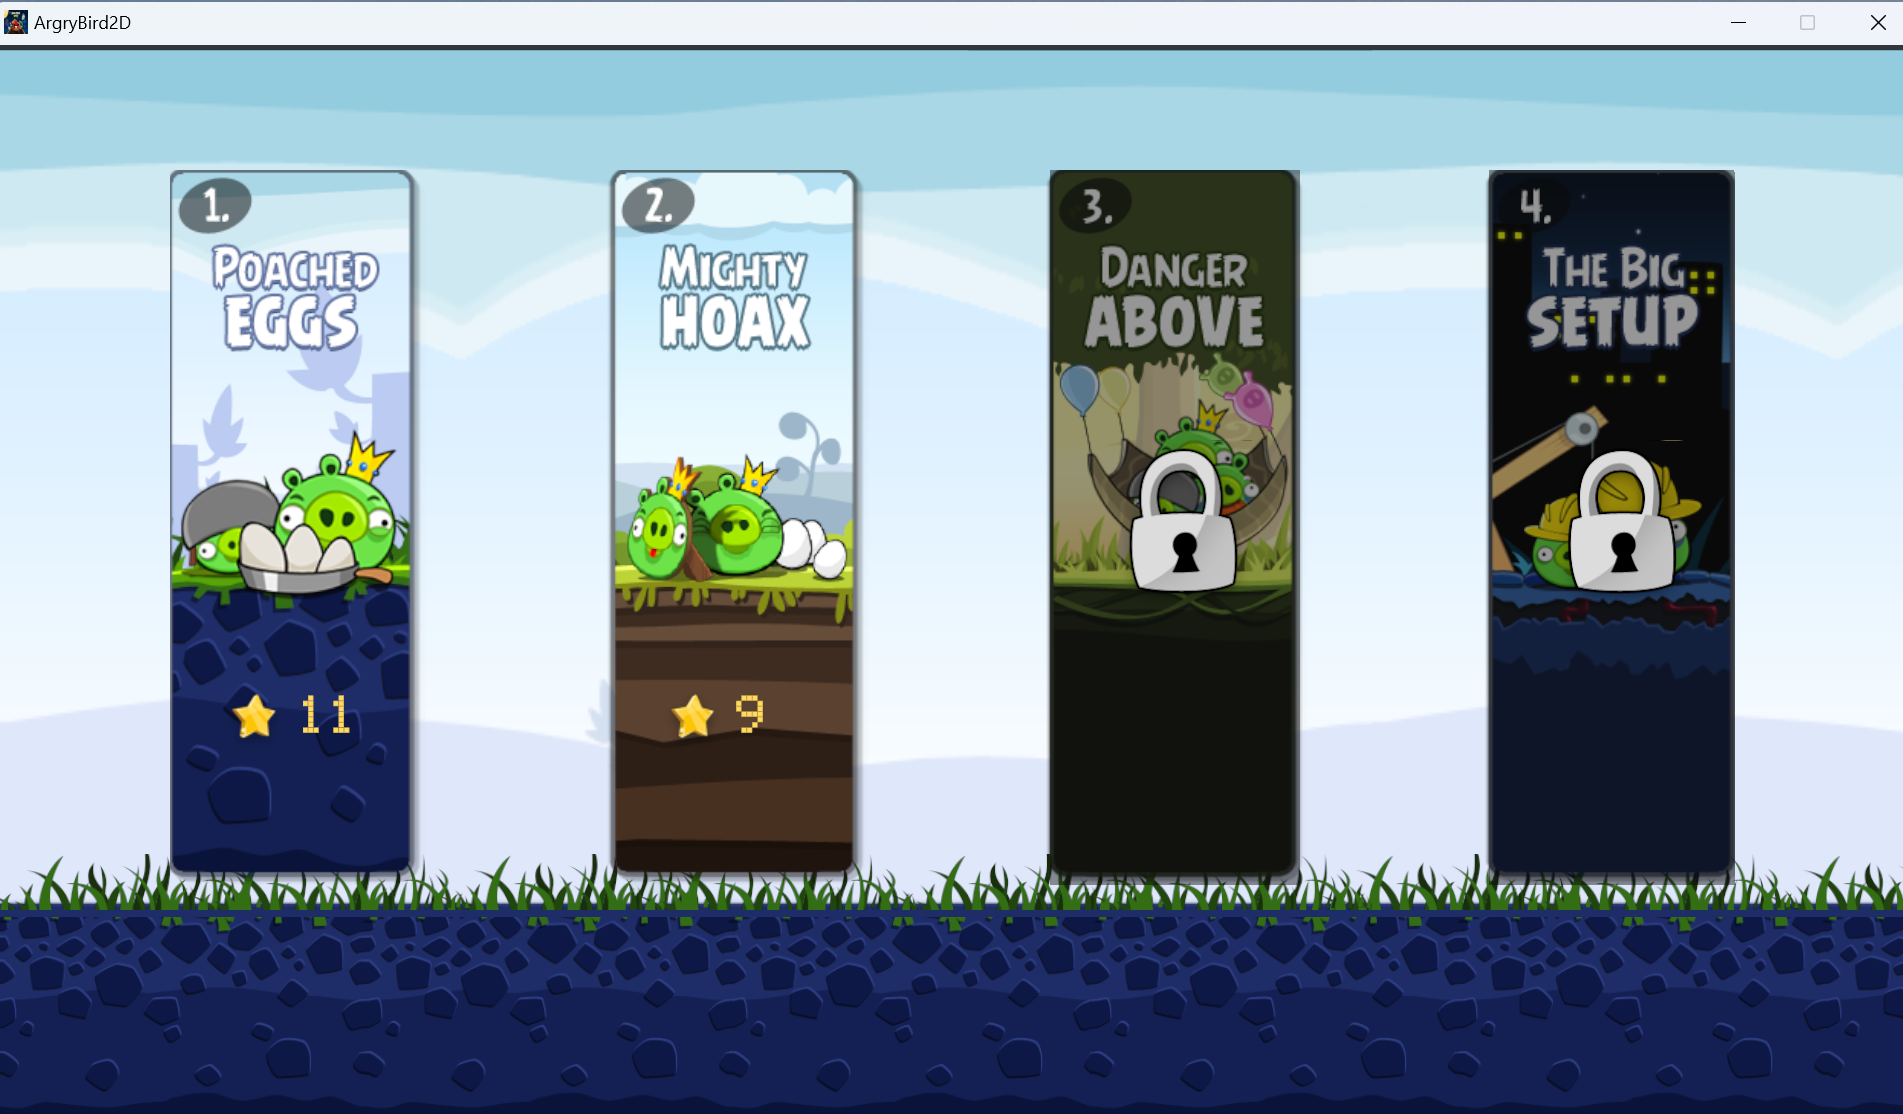 ArgryBird2D
1.
POACHED
EGGS
11
2.
MIGHTY
HOAX
9
3.
DANGER
ABOVE
4.
THE BIG
SETUP